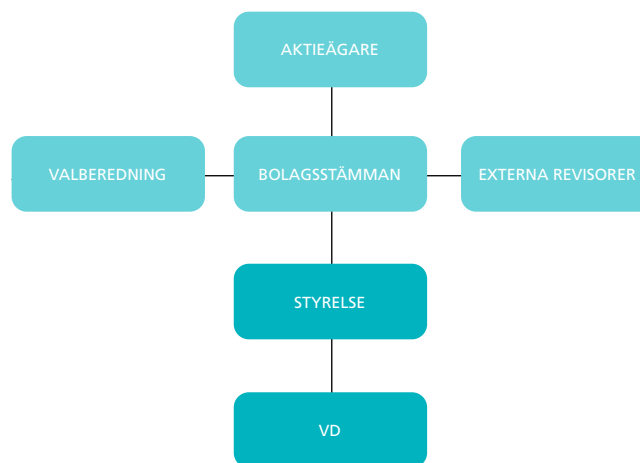 AKTIEÄGARE
VALBEREDNING
BOLAGSSTÄMMAN
EXTERNA REVISORER
STYRELSE
VD